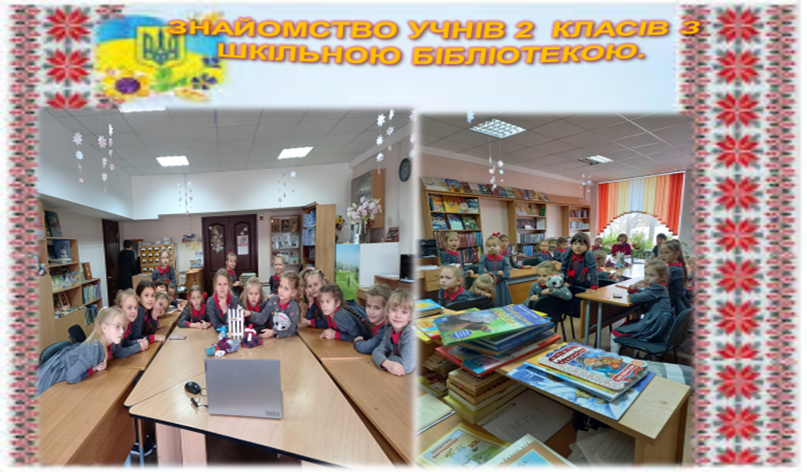 ЗНАЙОМСТВО УЧНІВ 2 КЛАСІВ З
ШКІЛЬНОЮ БІБЛІОТЕКОЮ.